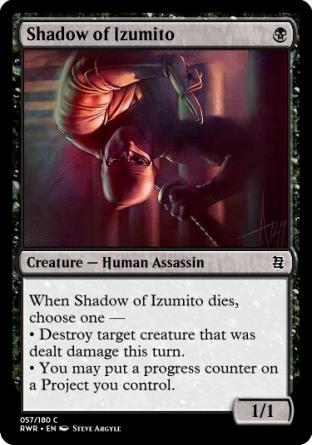 Shadow of Izumito
Creature — Human Assassin
When Shadow of Izumito dies,
choose one —
• Destroy target creature that was
dealt damage this turn.
• You may put a progress counter on
a Project you control.
057/180 C
RWR • EN Steve Argyle
1/1